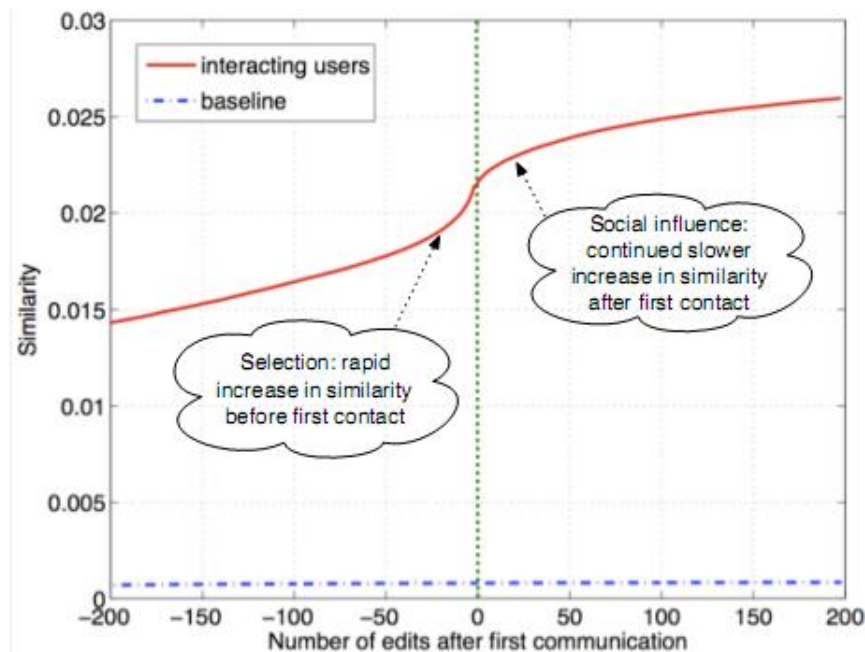 0.03
interacting users
baseline
0.025
0.02
Social influence:
continued slower
increase in similarity
after first contact
Similarity
0.015
Selection: rapid
increase in similarity
before first contact
0.01
0.005
0
−200 −150 −100 −50 0 50 100 150 200
Number of edits after first communication